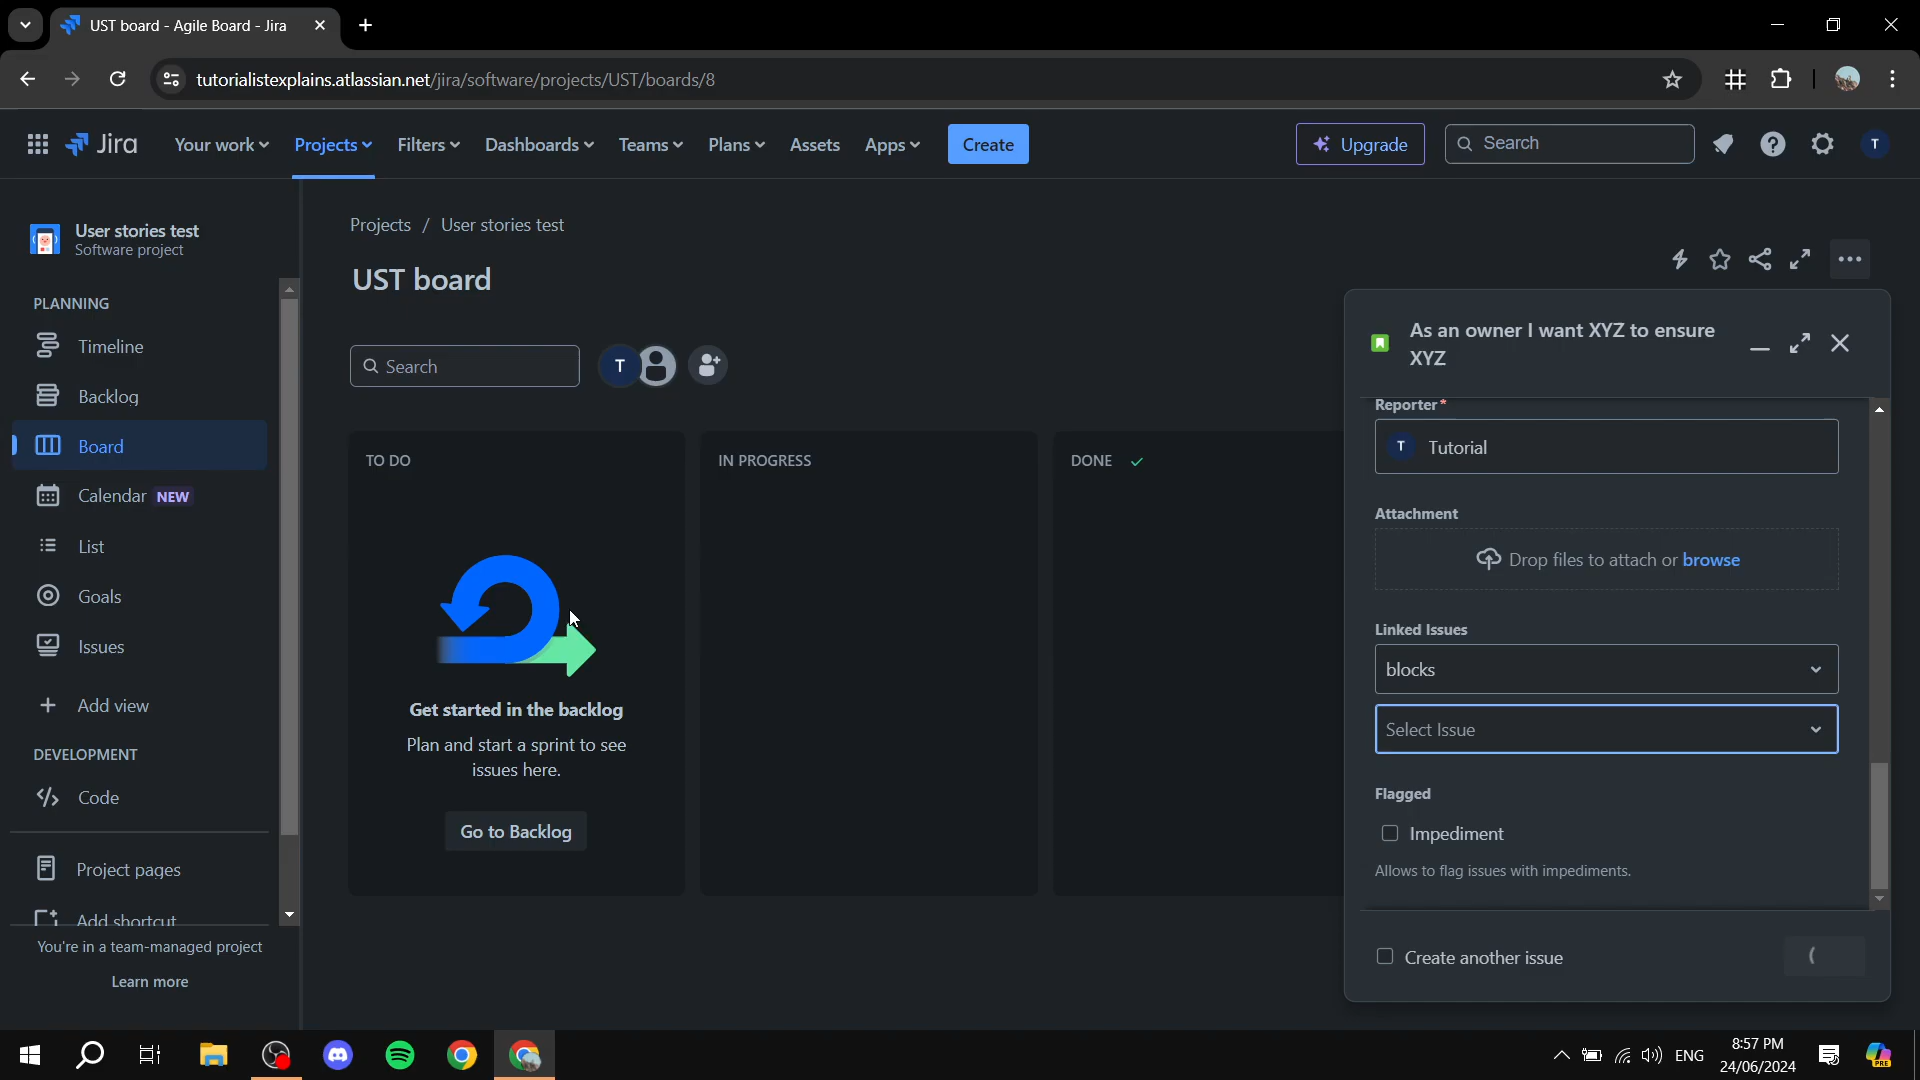 UST board - Agile Board - Jira
tutorialistexplains.atlassian.net/jira/software/projects/UST/boards/8
Jira
Your work
Projects
Filters
Dashboards
Teams
Plans
Assets
Apps
Create
Upgrade
Search
T
User stories test
Software project
PLANNING
Timeline
Backlog
Board
Calendar NEW
List
Goals
Issues
Add view
DEVELOPMENT
Code
Project pages
Add shortcut
You're in a team-managed project
Learn more
Projects / User stories test
UST board
Search
T
TO DO
IN PROGRESS
DONE
Get started in the backlog
Plan and start a sprint to see
issues here.
Go to Backlog
As an owner I want XYZ to ensure
XYZ
Reporter*
T Tutorial
Attachment
Drop files to attach or browse
Linked Issues
blocks
Select Issue
Flagged
Impediment
Allows to flag issues with impediments.
Create another issue
ENG
8:57 PM
24/06/2024
PRE